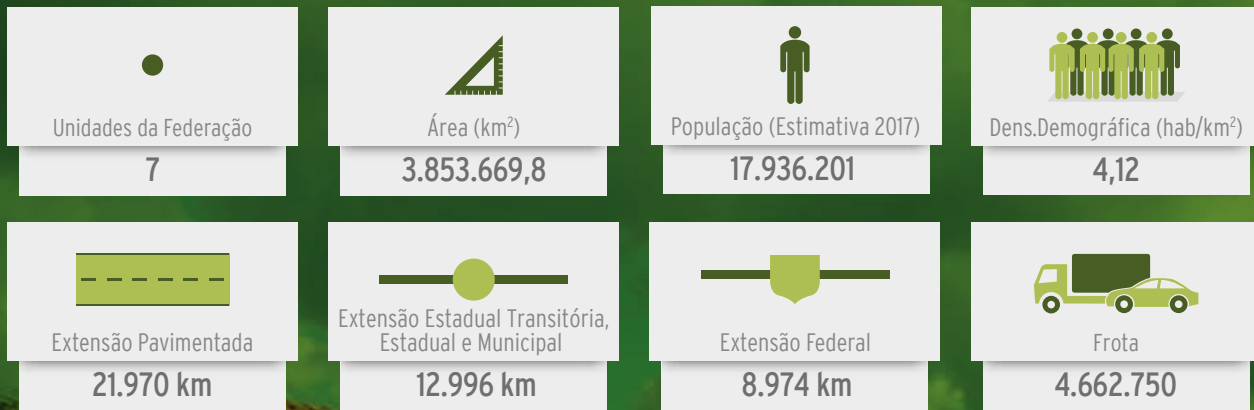 Unidades da Federação
7
Área (km²)
3.853.669,8
População (Estimativa 2017)
17.936.201
Dens.Demográfica (hab/km²)
4,12
Extensão Pavimentada
21.970 km
Extensão Estadual Transitória,
Estadual e Municipal
12.996 km
Extensão Federal
8.974 km
Frota
4.662.750